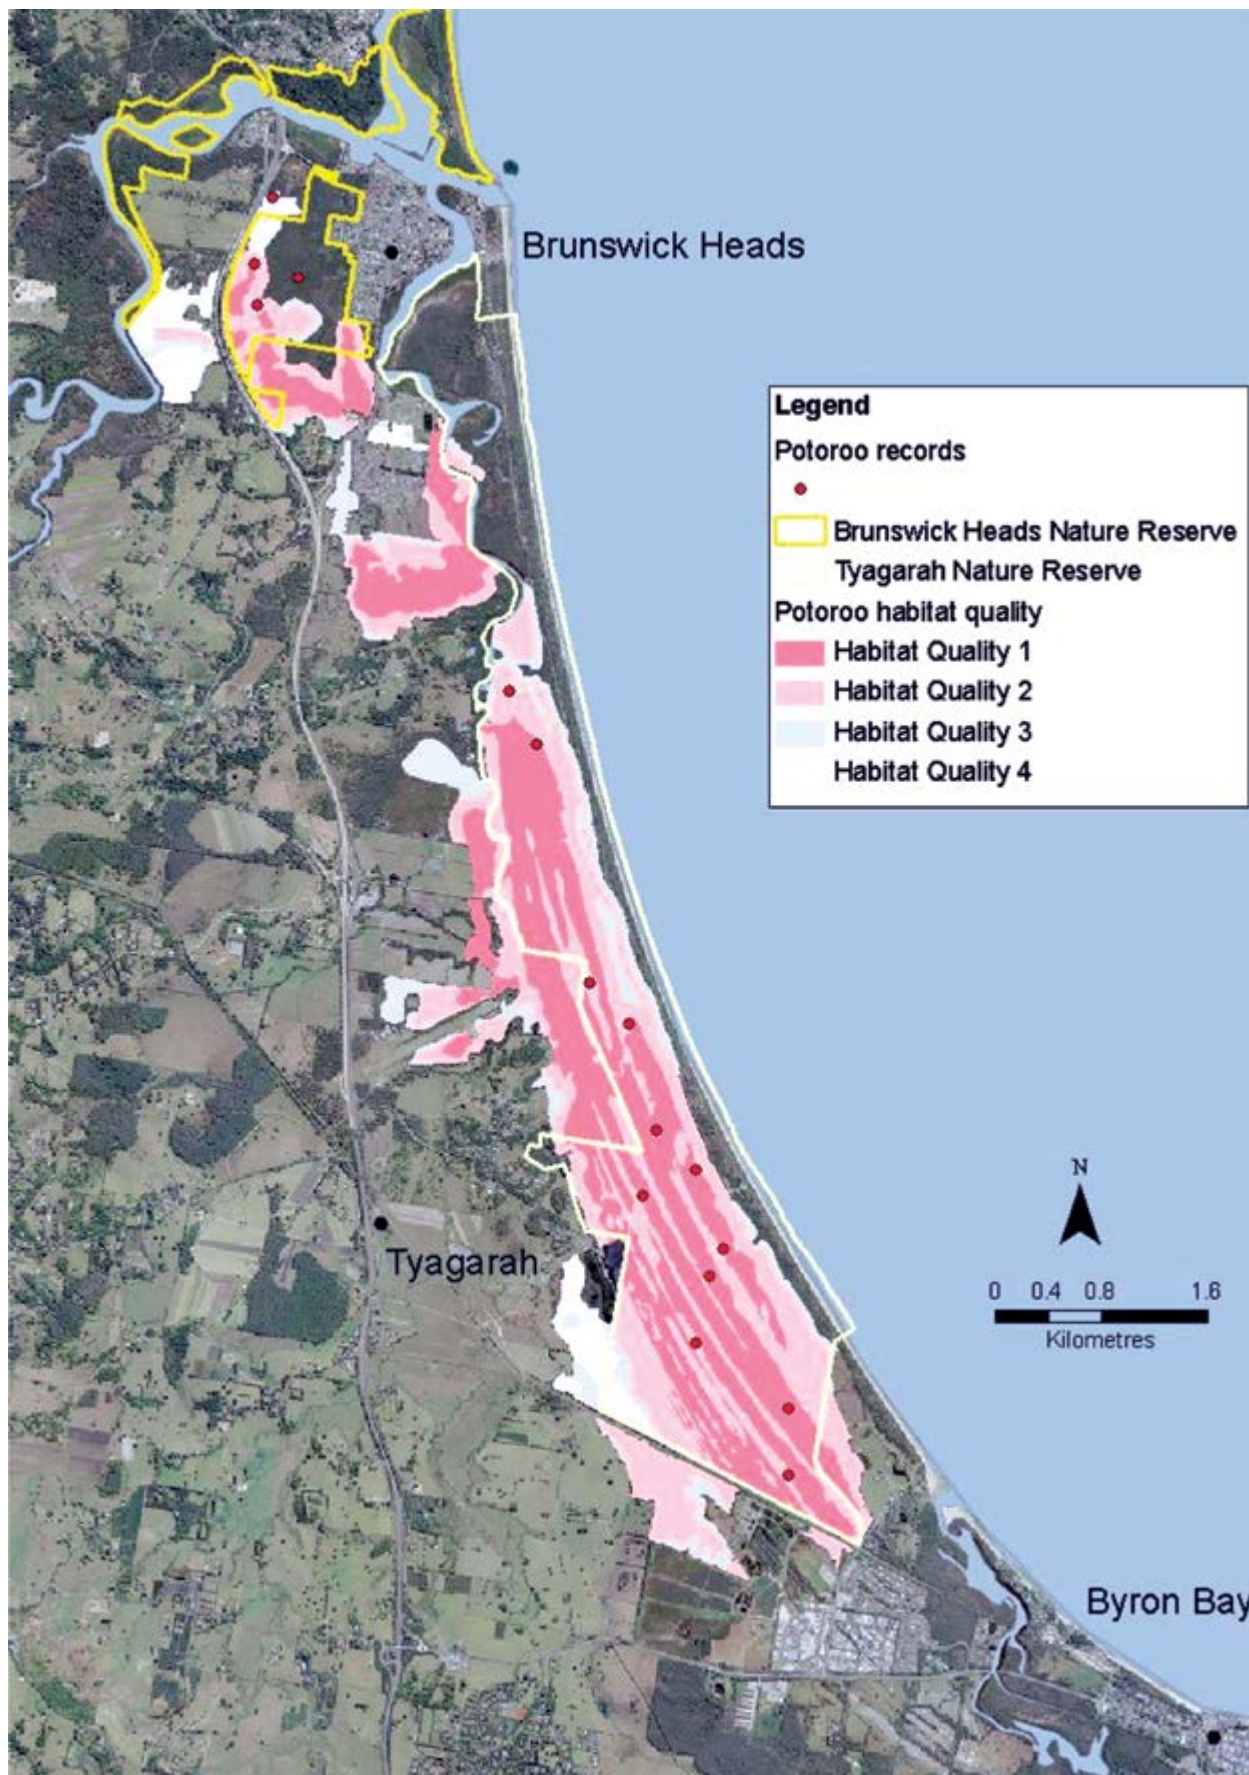 Brunswick Heads
Legend
Potoroo records
Brunswick Heads Nature Reserve
Tyagarah Nature Reserve
Potoroo habitat quality
Habitat Quality 1
Habitat Quality 2
Habitat Quality 3
Habitat Quality 4
N
0 0.4 0.8 1.6
Kilometres
Tyagarah
Byron Bay